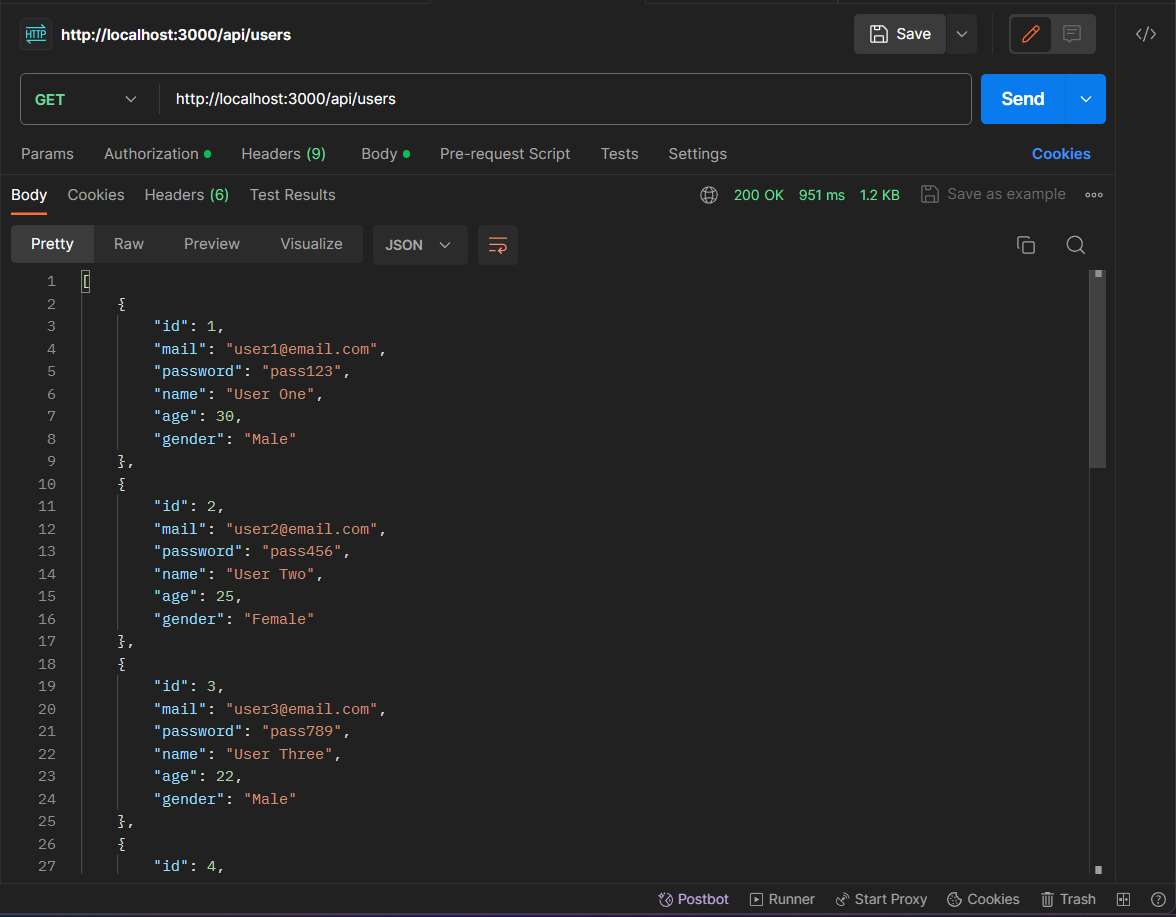 HTTP http://localhost:3000/api/users Save
GET http://localhost:3000/api/users Send
Params Authorization Headers (9) Body Pre-request Script Tests Settings Cookies
Body Cookies Headers (6) Test Results 200 OK 951 ms 1.2 KB Save as example
Pretty Raw Preview Visualize JSON
1 [
2 {
3 "id": 1,
4 "mail": "user1@email.com",
5 "password": "pass123",
6 "name": "User One",
7 "age": 30,
8 "gender": "Male"
9 },
10 {
11 "id": 2,
12 "mail": "user2@email.com",
13 "password": "pass456",
14 "name": "User Two",
15 "age": 25,
16 "gender": "Female"
17 },
18 {
19 "id": 3,
20 "mail": "user3@email.com",
21 "password": "pass789",
22 "name": "User Three",
23 "age": 22,
24 "gender": "Male"
25 },
26 {
27 "id": 4,
Postbot Runner Start Proxy Cookies Trash